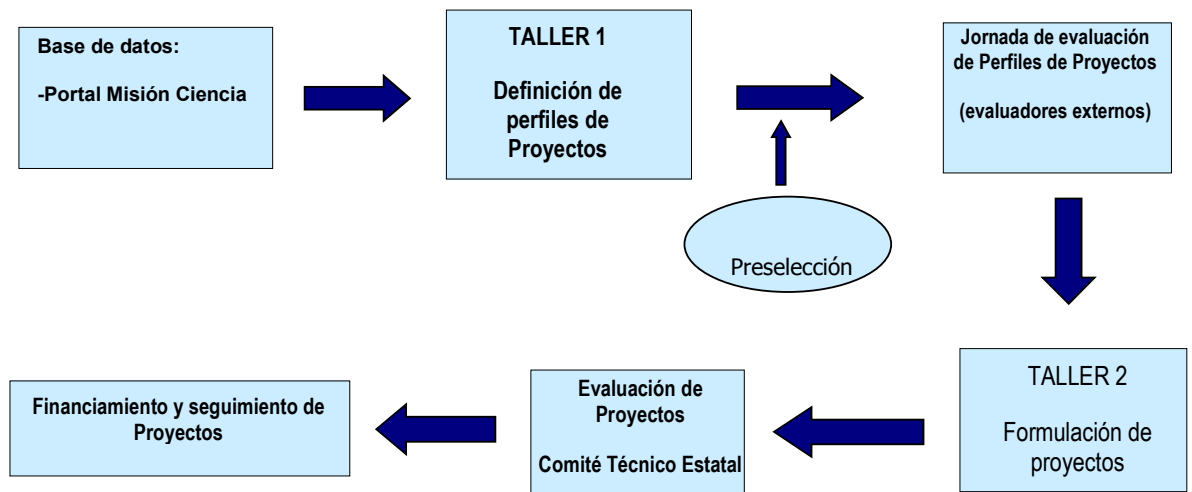 Base de datos:
-Portal Misión Ciencia
TALLER 1
Definición de
perfiles de
Proyectos
Jornada de evaluación
de Perfiles de Proyectos
(evaluadores externos)
Preselección
TALLER 2
Formulación de
proyectos
Evaluación de
Proyectos
Comité Técnico Estatal
Financiamiento y seguimiento de
Proyectos